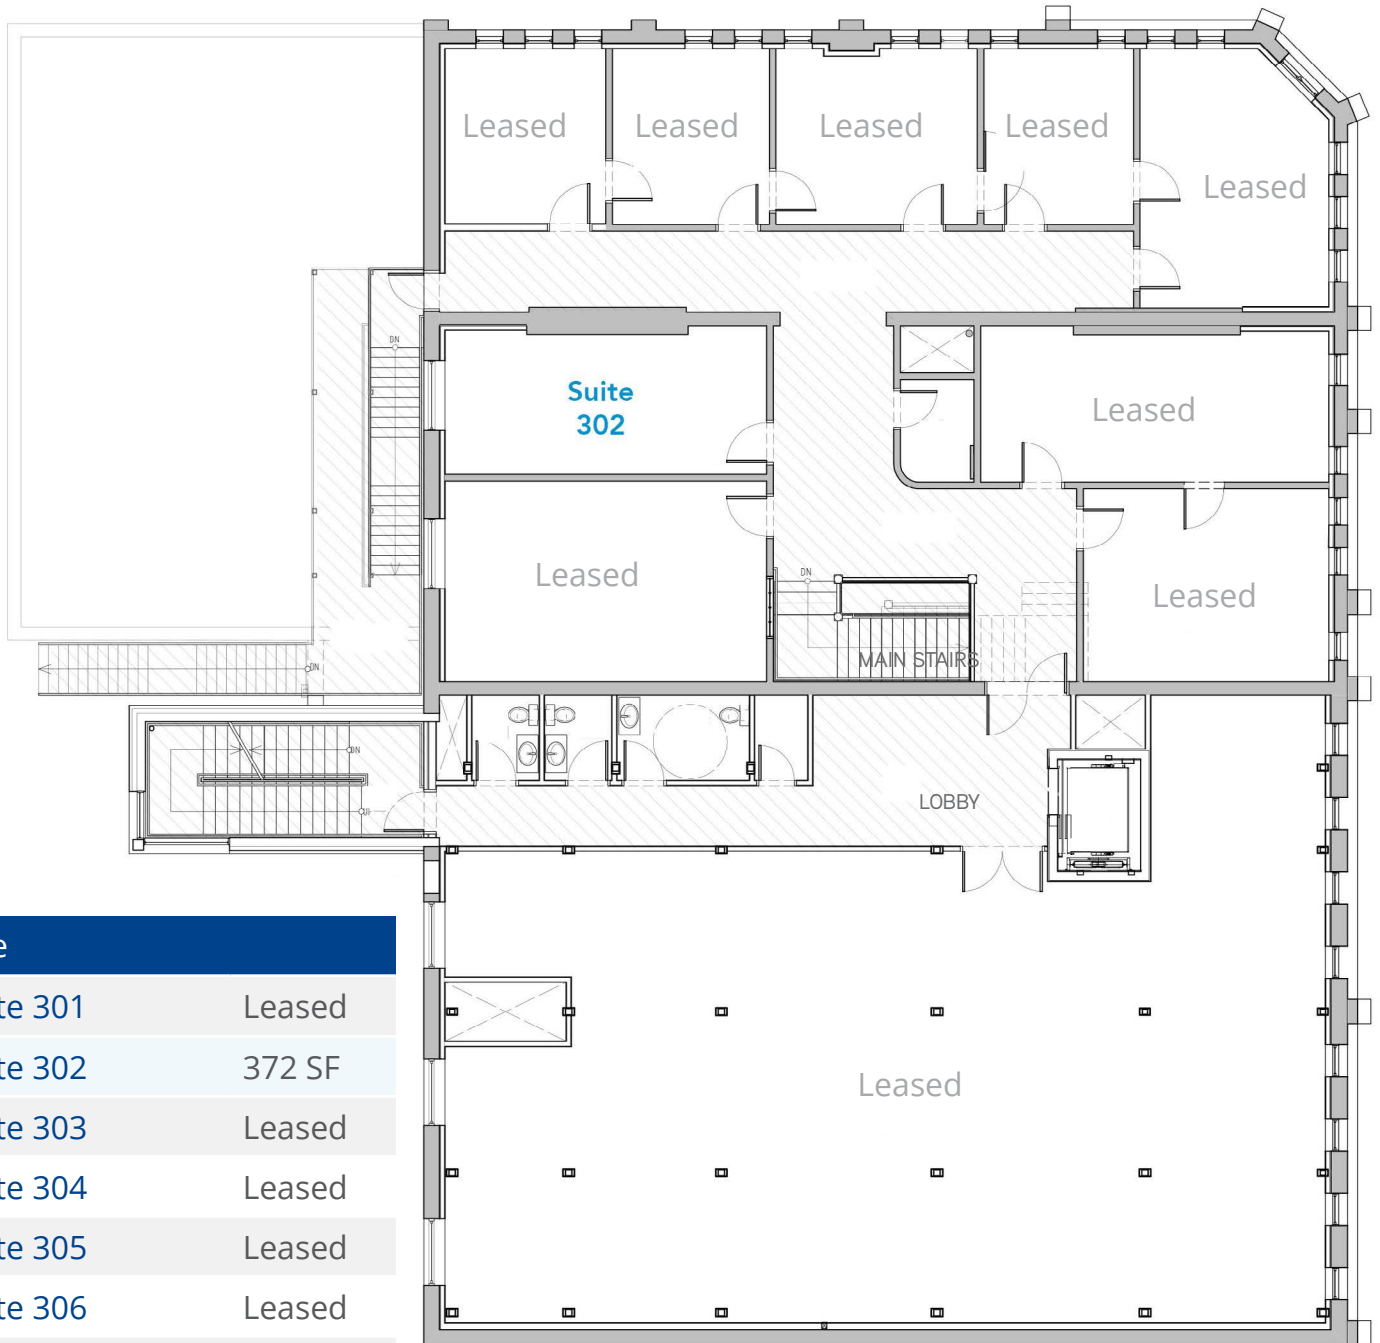 Leased
Leased
Leased
Leased
Leased
DN
Suite
302
Leased
DN
Leased
Leased
MAIN STAIRS
DN
DN
UP
LOBBY
Leased
e
te 301 Leased
te 302 372 SF
te 303 Leased
te 304 Leased
te 305 Leased
te 306 Leased